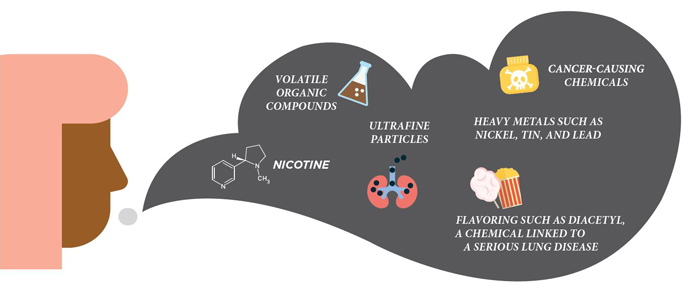 VOLATILE
ORGANIC
COMPOUNDS
ULTRAFINE
PARTICLES
CANCER-CAUSING
CHEMICALS
HEAVY METALS SUCH AS
NICKEL, TIN, AND LEAD
H
N
N
CH3
NICOTINE
FLAVORING SUCH AS DIACETYL,
A CHEMICAL LINKED TO
A SERIOUS LUNG DISEASE